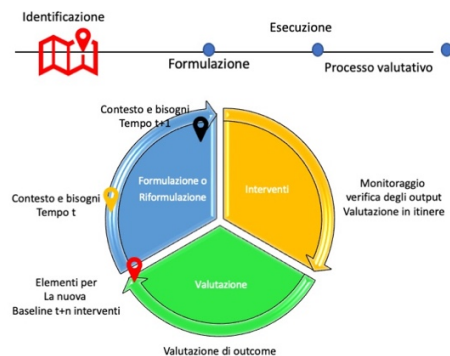 Identificazione
Esecuzione
Formulazione
Processo valutativo
Contesto e bisogni
Tempo t+1
Formulazione o
Riformulazione
Interventi
Contesto e bisogni
Tempo t
Monitoraggio
verifica degli output
Valutazione in itinere
Elementi per
La nuova
Baseline t+n interventi
Valutazione
Valutazione di outcome